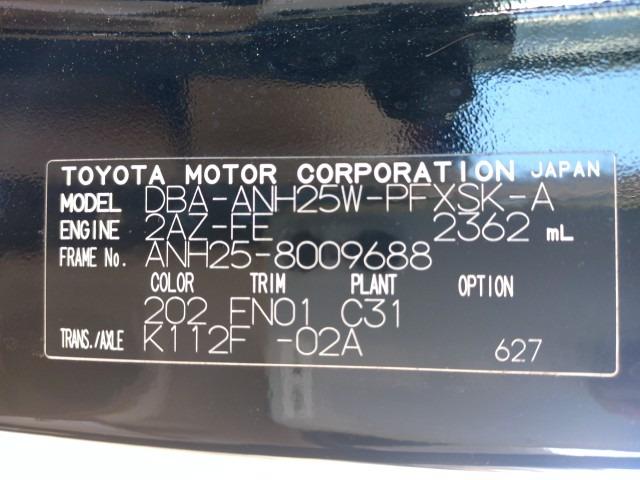 TOYOTA MOTOR CORPORATION JAPAN
MODEL DBA-ANH25W-PFXSK-A
ENGINE 2AZ-FE 2362 mL
FRAME No. ANH25-8009688
COLOR TRIM PLANT OPTION
202 FN01 C31
TRANS./AXLE K112F -02A 627